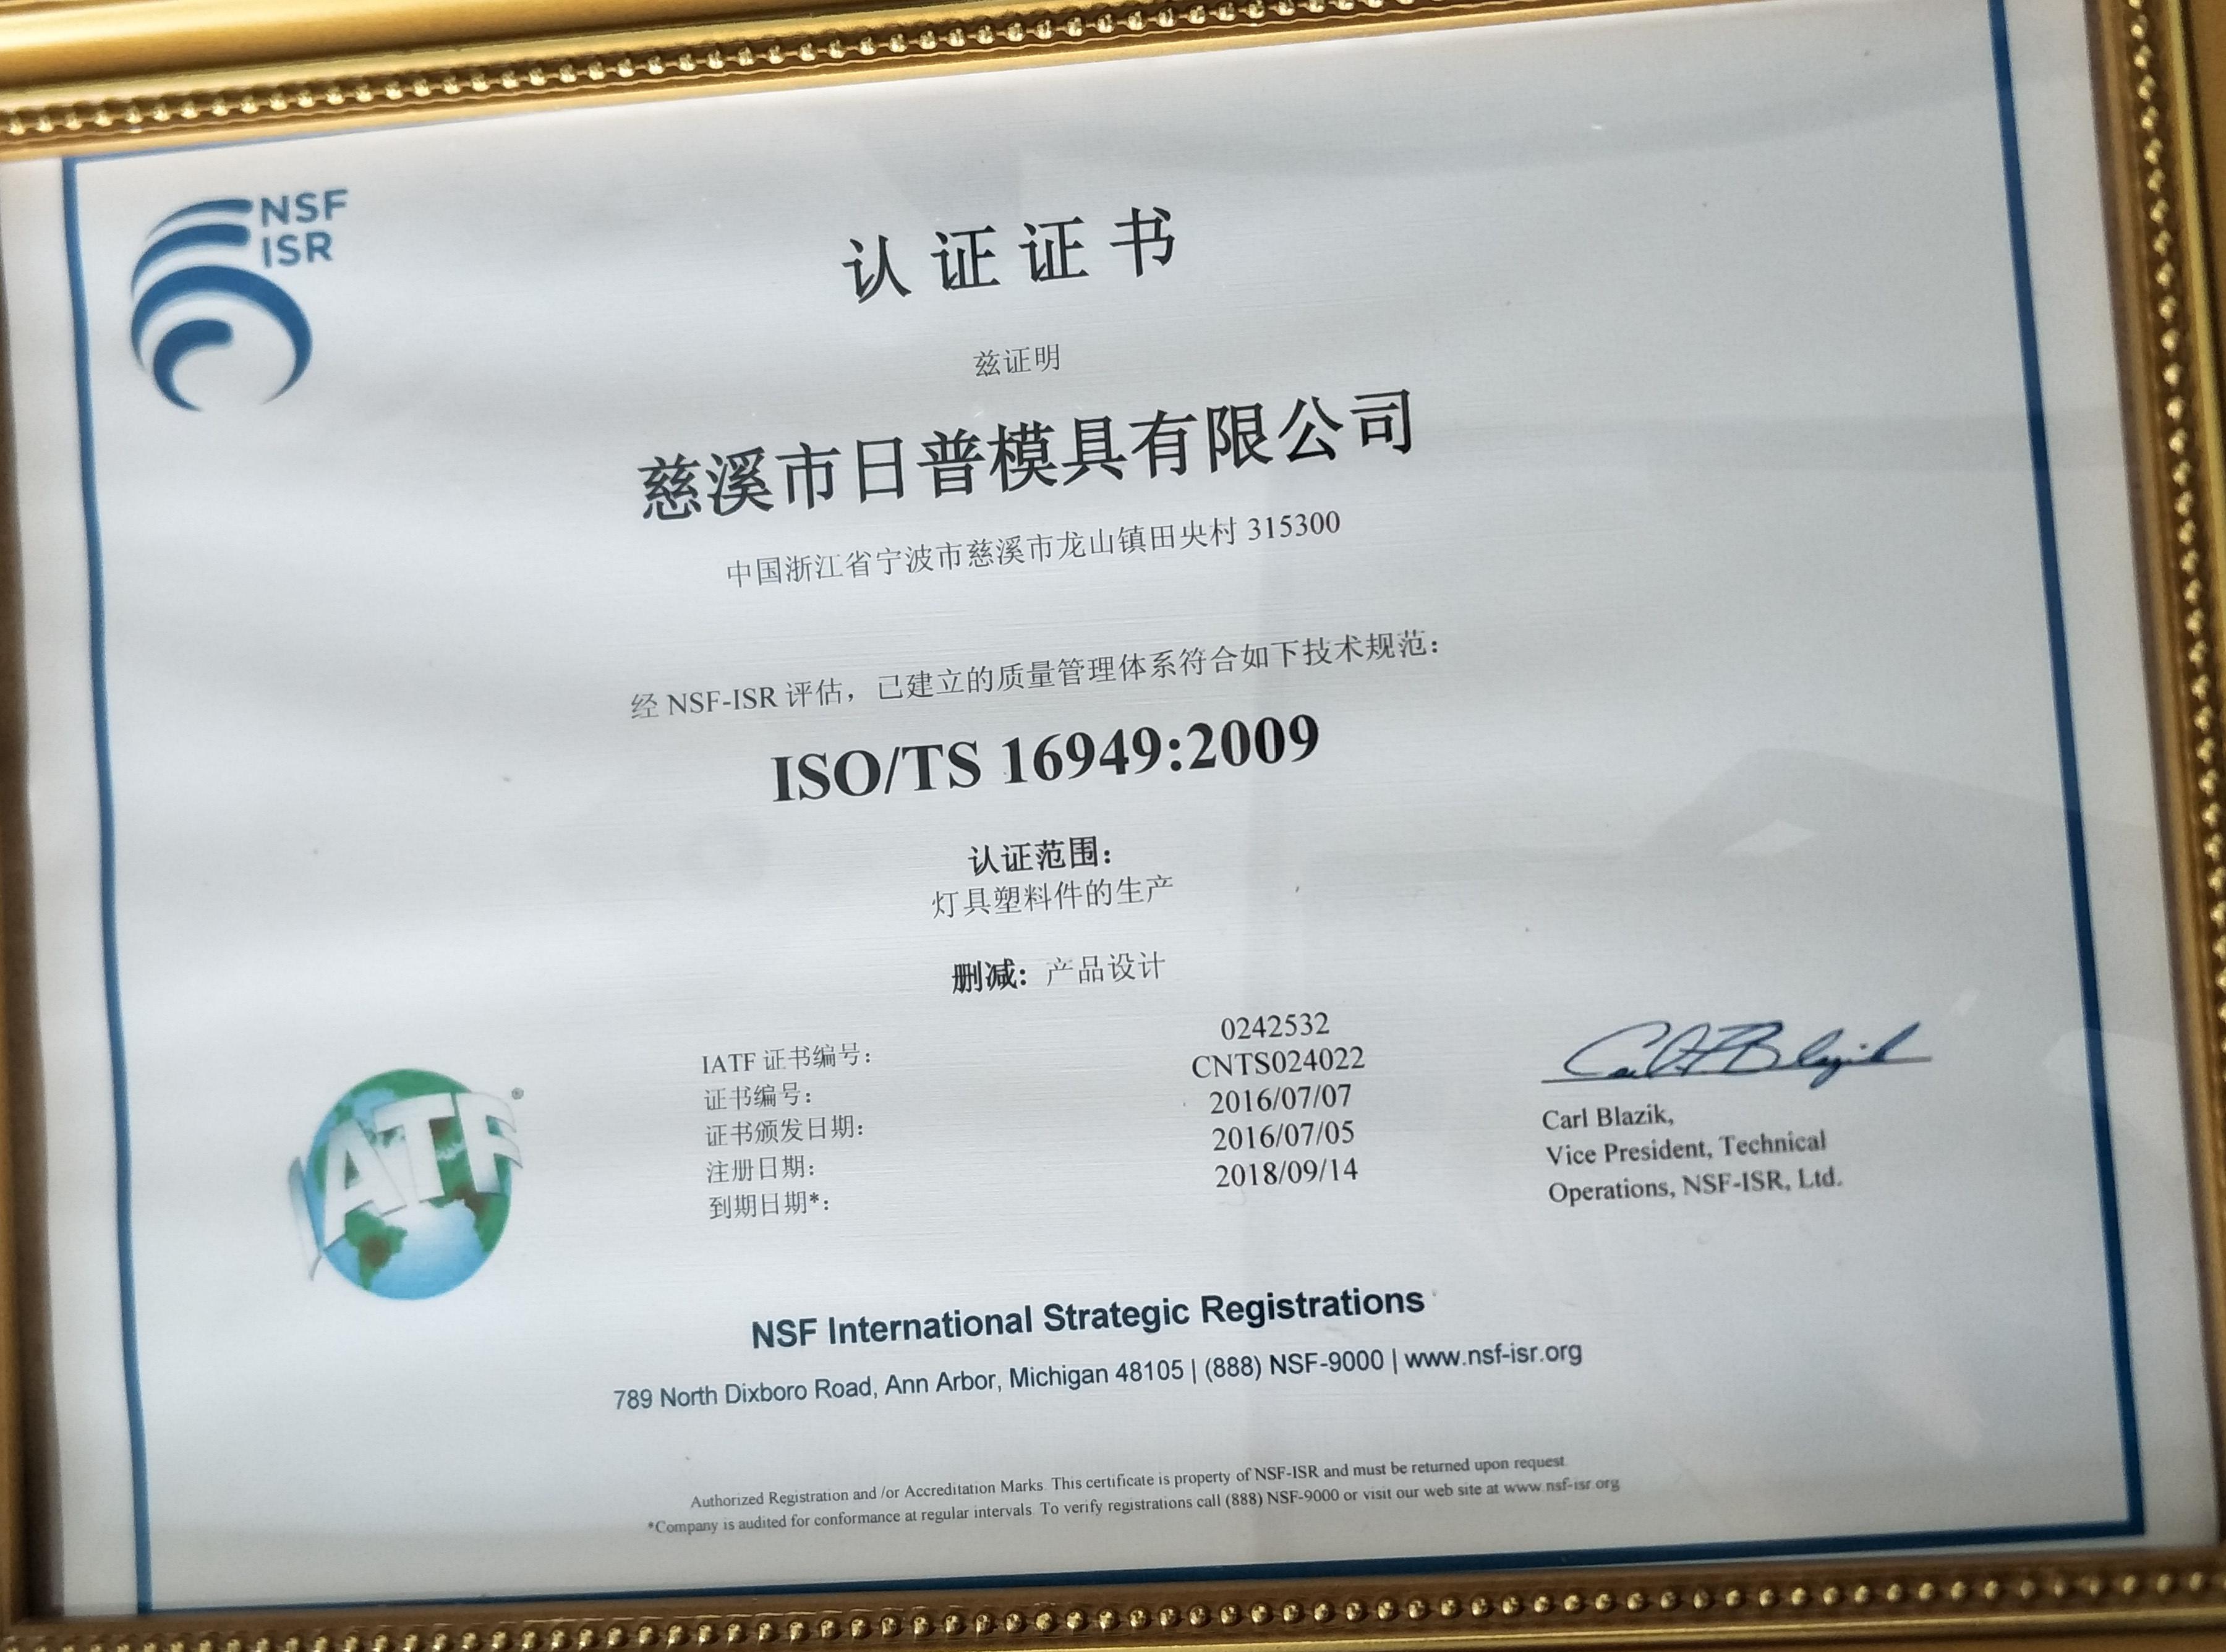 NSF
ISR
认证证书
兹证明
慈溪市日普模具有限公司
中国浙江省宁波市慈溪市龙山镇田央村 315300
经 NSF-ISR 评估，已建立的质量管理体系符合如下技术规范：
ISO/TS 16949:2009
认证范围：
灯具塑料件的生产
删减: 产品设计
IATF 证书编号： 0242532
证书编号： CNTS024022
证书颁发日期： 2016/07/07
注册日期： 2016/07/05
到期日期*： 2018/09/14
IATF®
Carl Blazik,
Vice President, Technical
Operations, NSF-ISR, Ltd.
NSF International Strategic Registrations
789 North Dixboro Road, Ann Arbor, Michigan 48105 | (888) NSF-9000 | www.nsf-isr.org
Authorized Registration and /or Accreditation Marks. This certificate is property of NSF-ISR and must be returned upon request.
*Company is audited for conformance at regular intervals. To verify registrations call (888) NSF-9000 or visit our web site at www.nsf-isr.org